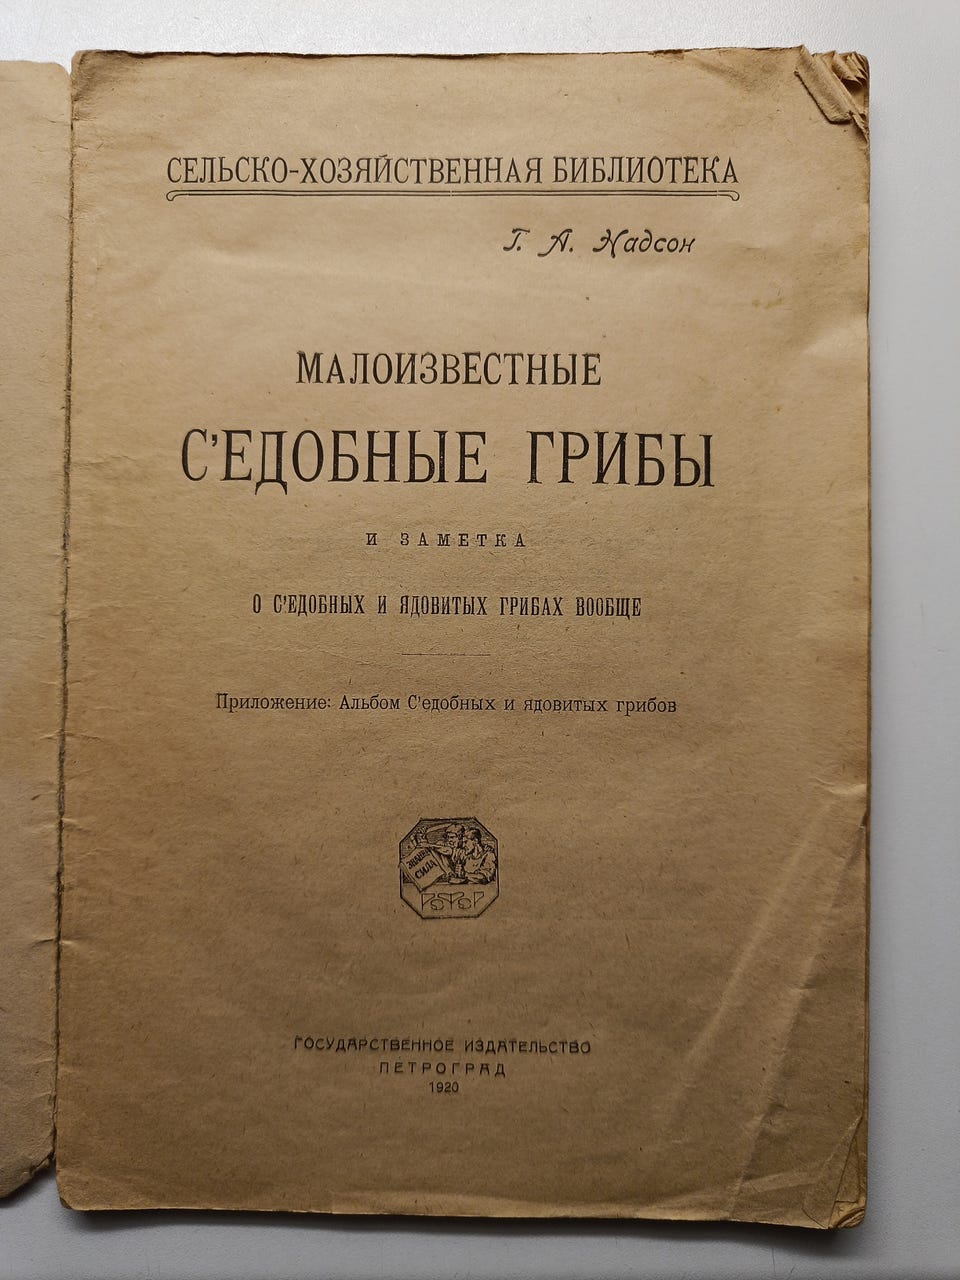 СЕЛЬСКО-ХОЗЯЙСТВЕННАЯ БИБЛИОТЕКА
Г. А. Надсон
МАЛОИЗВЕСТНЫЕ
С'ЕДОБНЫЕ ГРИБЫ
И ЗАМЕТКА
О С'ЕДОБНЫХ И ЯДОВИТЫХ ГРИБАХ ВООБЩЕ
Приложение: Альбом С'едобных и ядовитых грибов
СИЛА
ГОСУДАРСТВЕННОЕ ИЗДАТЕЛЬСТВО
ПЕТРОГРАД
1920